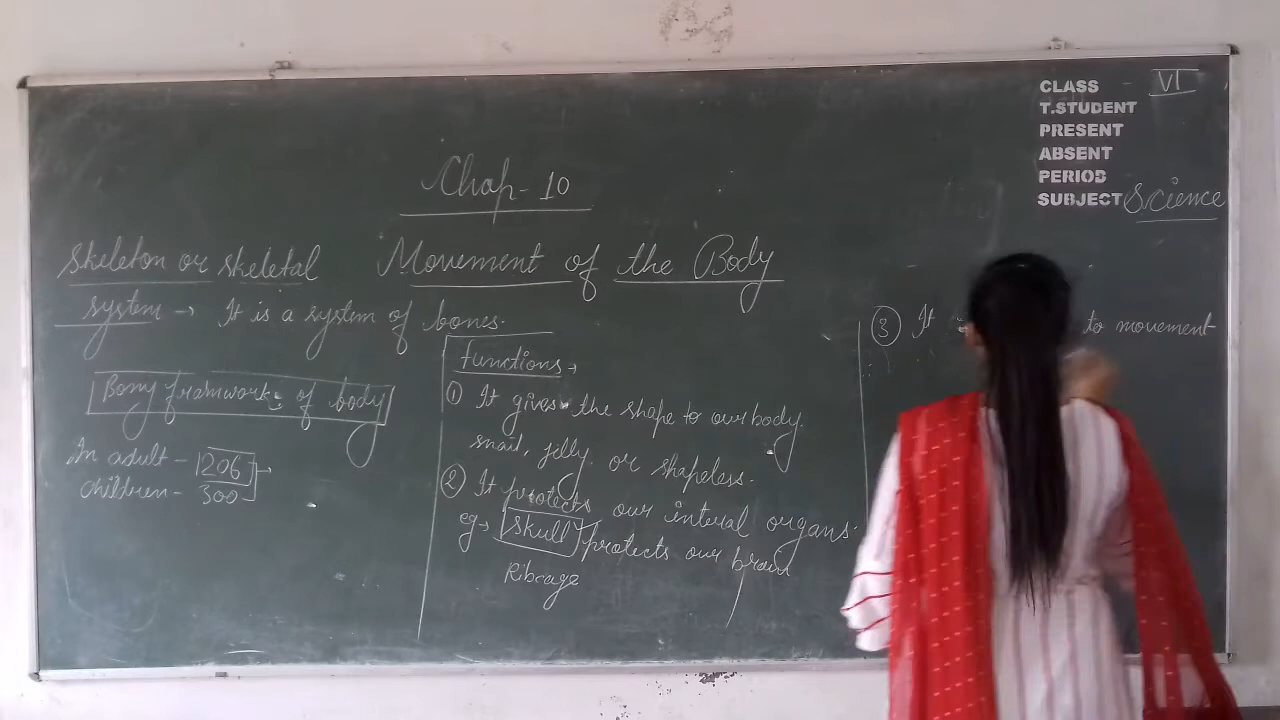 CLASS - VI
T.STUDENT
PRESENT
ABSENT
PERIOD
SUBJECT Science
Chap- 10
Movement of the Body
Skeleton or skeletal
system → It is a system of bones.
Bony framwork of body
In adult - 206
children - 300
functions →
① It gives the shape to our body.
snail, jelly or shapeless.
② It protects our interal organs.
eg → Skull protects our brain
Ribcage
③ It to movement